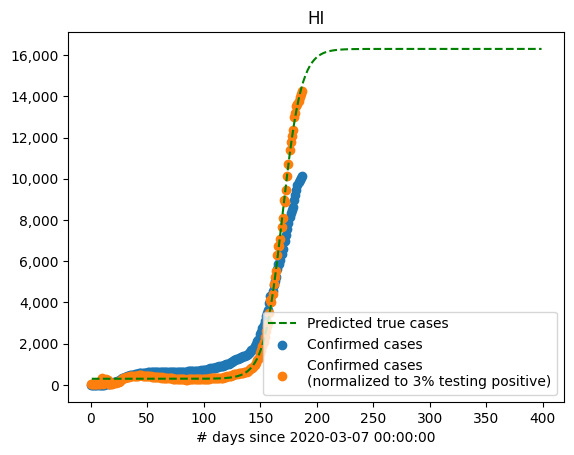 HI
16,000
14,000
12,000
10,000
8,000
6,000
4,000
2,000
0
Predicted true cases
Confirmed cases
Confirmed cases
(normalized to 3% testing positive)
0 50 100 150 200 250 300 350 400
# days since 2020-03-07 00:00:00